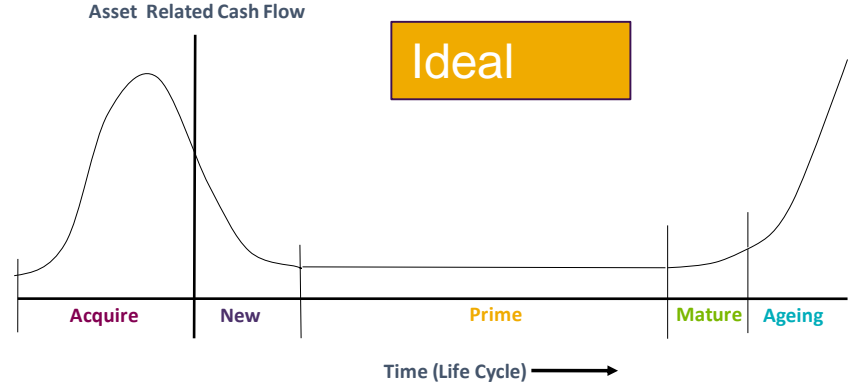 Asset Related Cash Flow
Ideal
Acquire
New
Prime
Mature
Ageing
Time (Life Cycle)